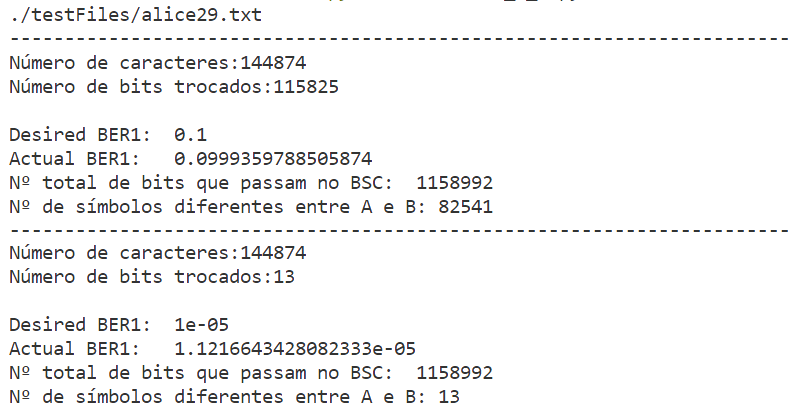 ./testFiles/alice29.txt
-----------------------------------------------------------------------
Número de caracteres:144874
Número de bits trocados:115825
Desired BER1:  0.1
Actual BER1:   0.0999359788505874
Nº total de bits que passam no BSC:  1158992
Nº de símbolos diferentes entre A e B: 82541
-----------------------------------------------------------------------
Número de caracteres:144874
Número de bits trocados:13
Desired BER1:  1e-05
Actual BER1:   1.1216643428082333e-05
Nº total de bits que passam no BSC:  1158992
Nº de símbolos diferentes entre A e B: 13